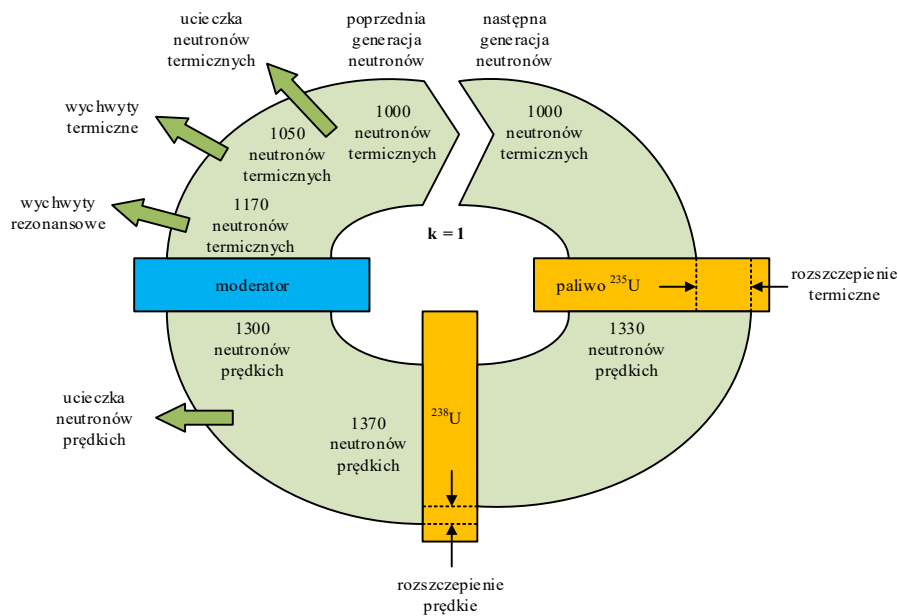 ucieczka
neutronów
termicznych
poprzednia
generacja
neutronów
następna
generacja
neutronów
wychwyty
termiczne
1050
neutronów
termicznych
1000
neutronów
termicznych
1000
neutronów
termicznych
wychwyty
rezonansowe
1170
neutronów
termicznych
k = 1
moderator
paliwo ²³⁵U
rozszczepienie
termiczne
1300
neutronów
prędkich
1330
neutronów
prędkich
ucieczka
neutronów
prędkich
1370
neutronów
prędkich
²³⁸U
rozszczepienie
prędkie